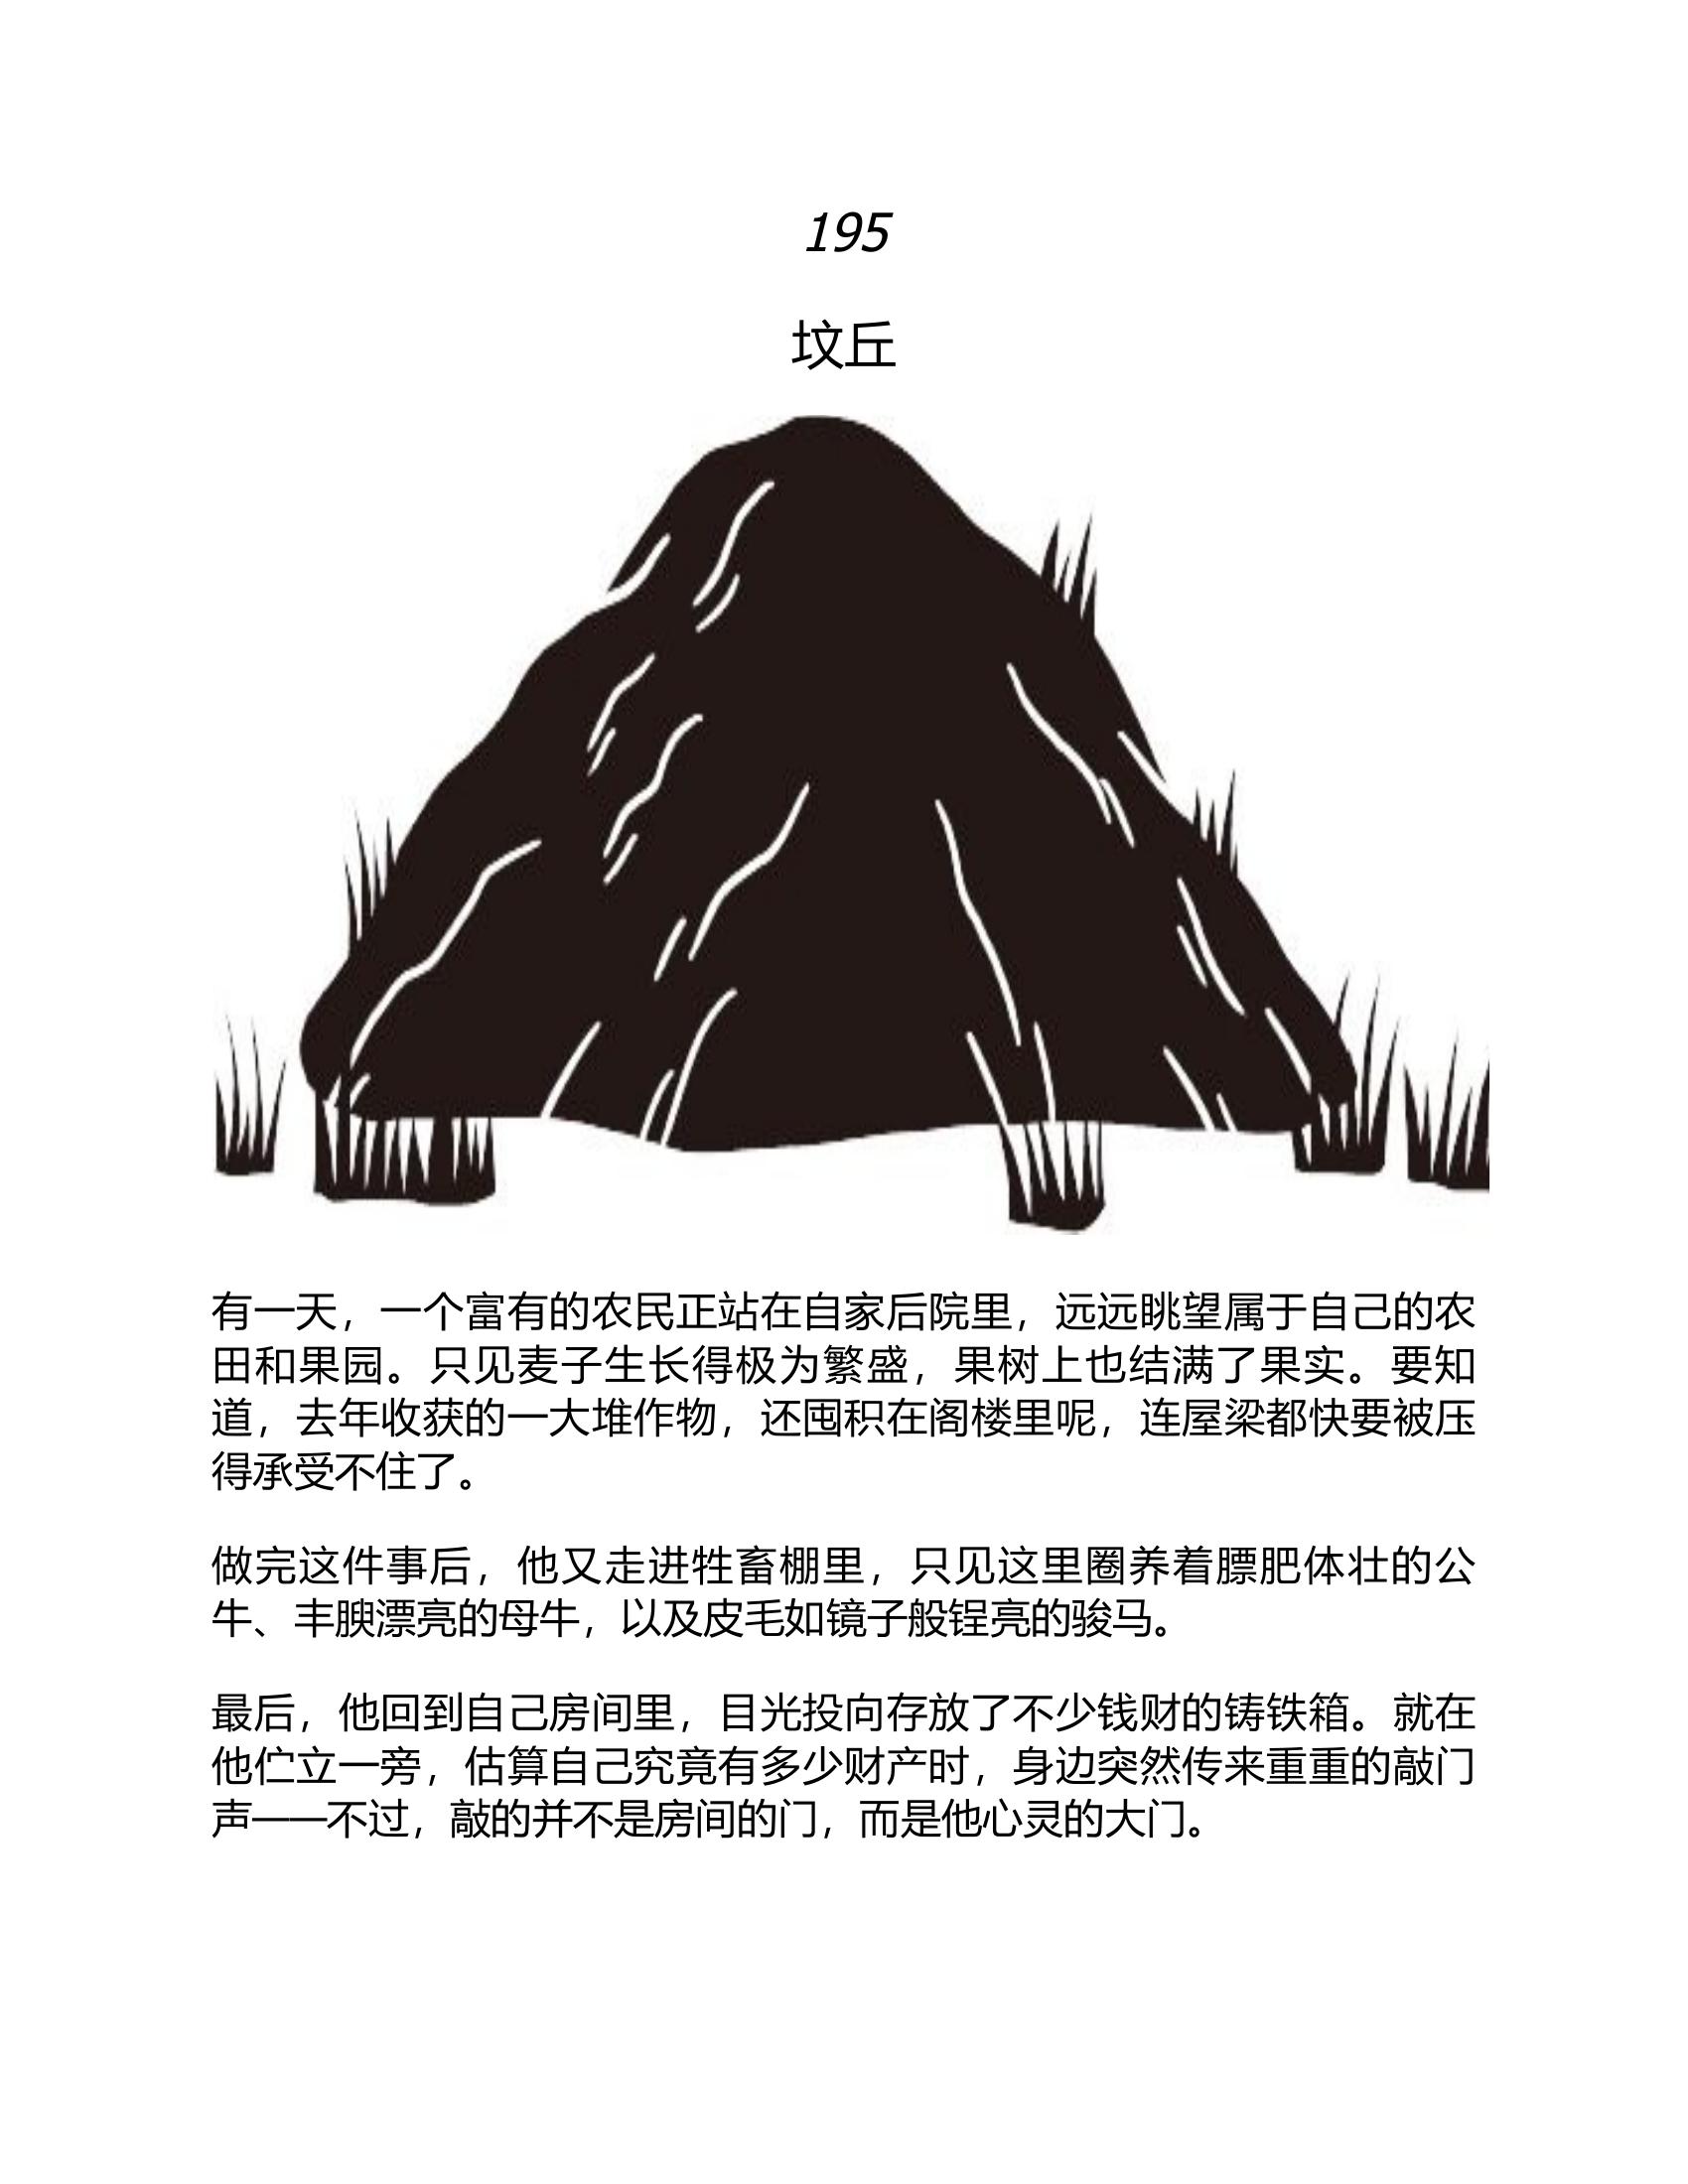 195
坟丘
有一天，一个富有的农民正站在自家后院里，远远眺望属于自己的农
田和果园。只见麦子生长得极为繁盛，果树上也结满了果实。要知
道，去年收获的一大堆作物，还囤积在阁楼里呢，连屋梁都快要被压
得承受不住了。
做完这件事后，他又走进牲畜棚里，只见这里圈养着膘肥体壮的公
牛、丰腴漂亮的母牛，以及皮毛如镜子般锃亮的骏马。
最后，他回到自己房间里，目光投向存放了不少钱财的铸铁箱。就在
他伫立一旁，估算自己究竟有多少财产时，身边突然传来重重的敲门
声——不过，敲的并不是房间的门，而是他心灵的大门。